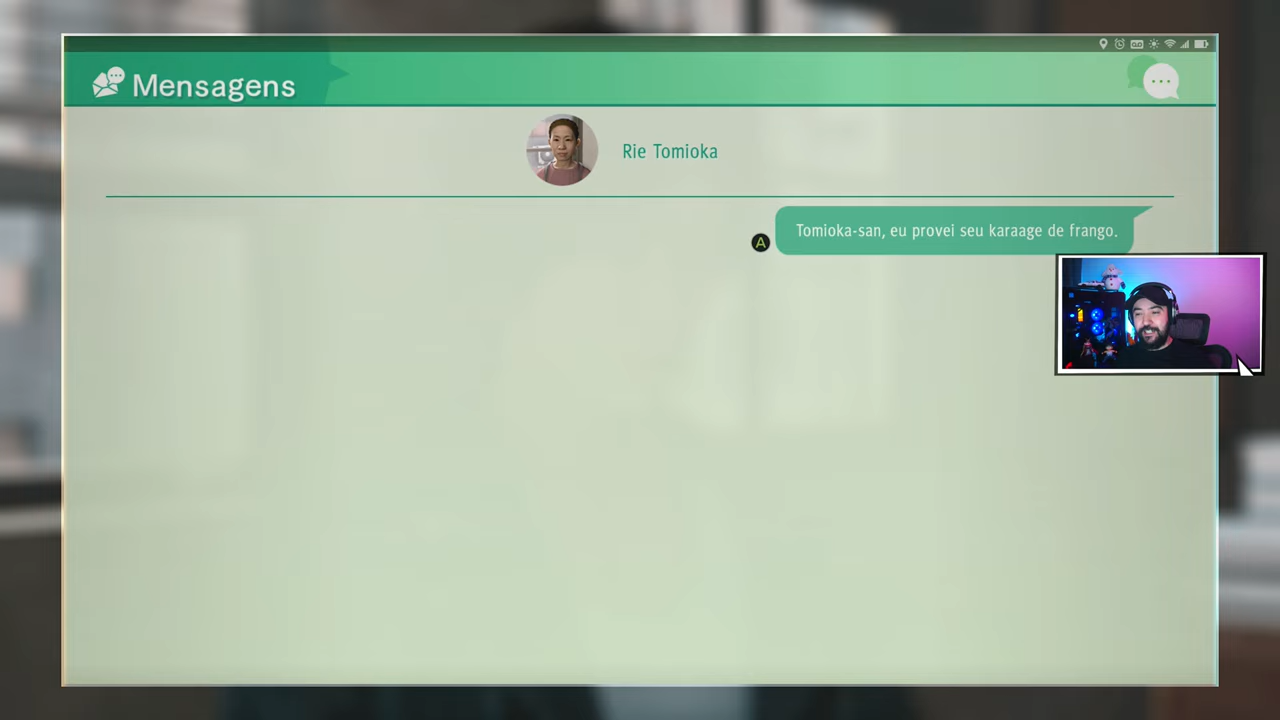 Mensagens
Rie Tomioka
Tomioka-san, eu provei seu karaage de frango.
A